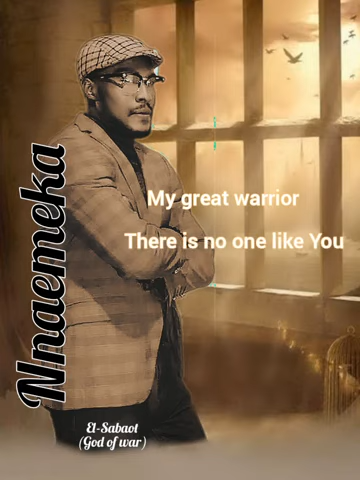 Nnaemeka
My great warrior
There is no one like You
El-Sabaot
(God of war)